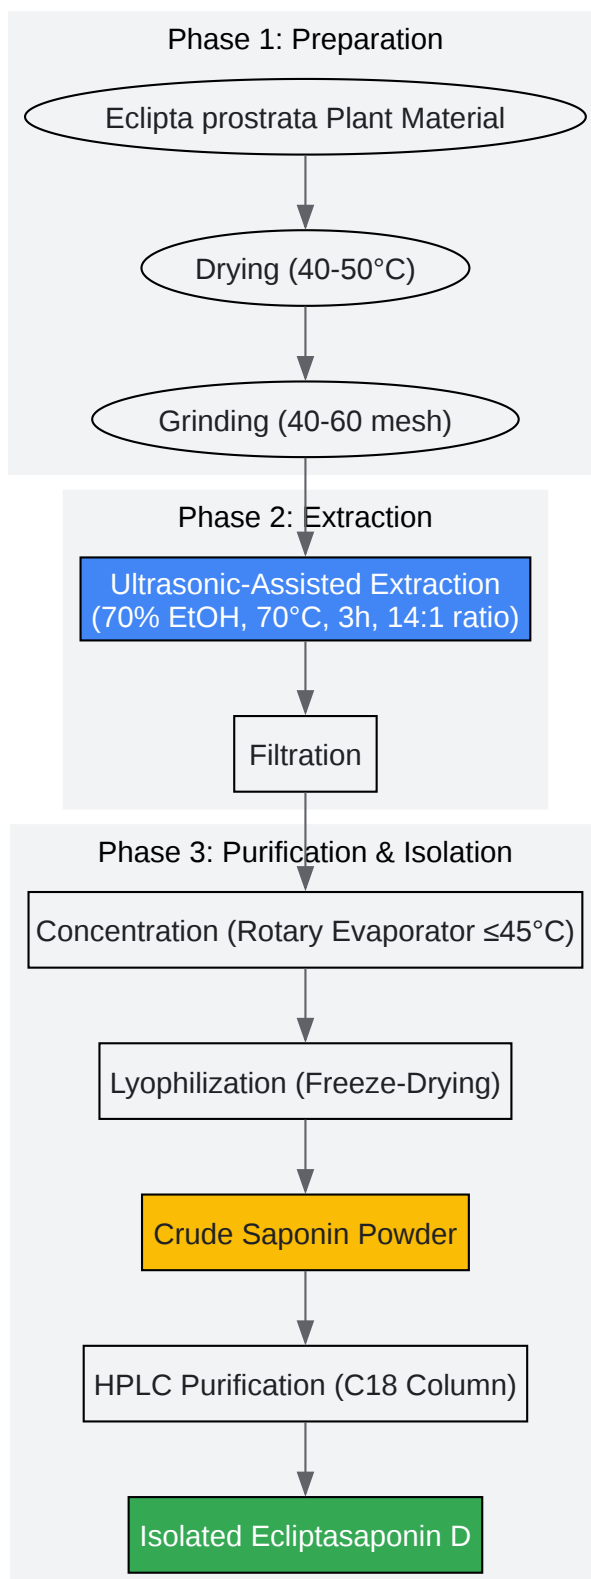 Phase 1: Preparation
Eclipta prostrata Plant Material
Drying (40-50°C)
Grinding (40-60 mesh)
Phase 2: Extraction
Ultrasonic-Assisted Extraction
(70% EtOH, 70°C, 3h, 14:1 ratio)
Filtration
Phase 3: Purification & Isolation
Concentration (Rotary Evaporator ≤45°C)
Lyophilization (Freeze-Drying)
Crude Saponin Powder
HPLC Purification (C18 Column)
Isolated Ecliptasaponin D